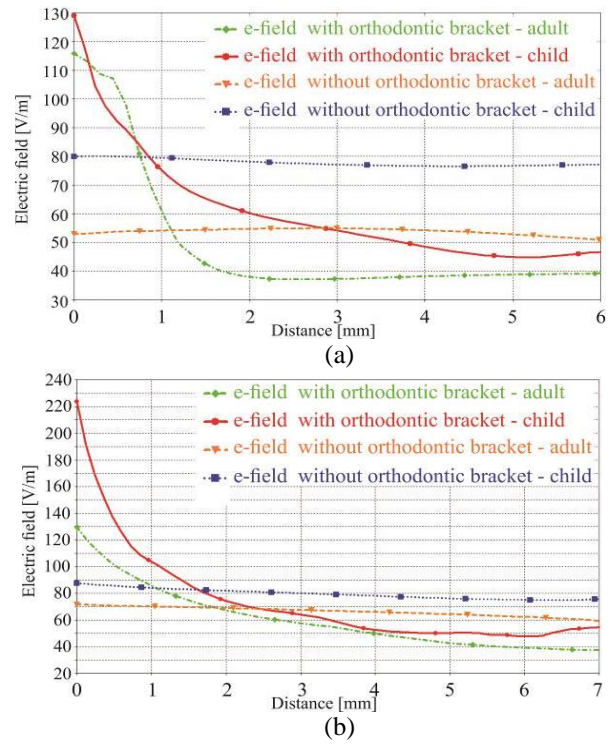 130
120
110
100
90
80
70
60
50
40
30
Electric field [V/m]
e-field with orthodontic bracket - adult
e-field with orthodontic bracket - child
e-field without orthodontic bracket - adult
e-field without orthodontic bracket - child
0 1 2 3 4 5 6
Distance [mm]
(a)
240
220
200
180
160
140
120
100
80
60
40
20
Electric field [V/m]
e-field with orthodontic bracket - adult
e-field with orthodontic bracket - child
e-field without orthodontic bracket - adult
e-field without orthodontic bracket - child
0 1 2 3 4 5 6 7
Distance [mm]
(b)